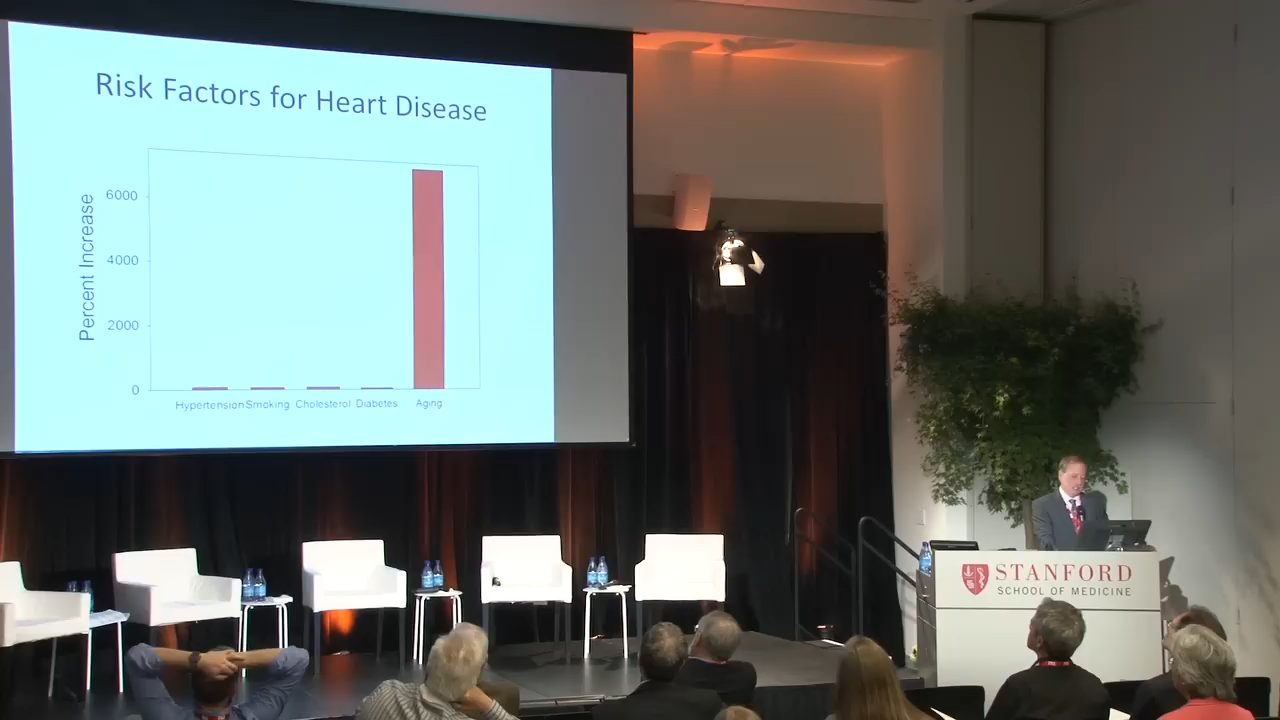 Risk Factors for Heart Disease
Percent Increase
6000
4000
2000
0
Hypertension Smoking Cholesterol Diabetes Aging
STANFORD
SCHOOL OF MEDICINE